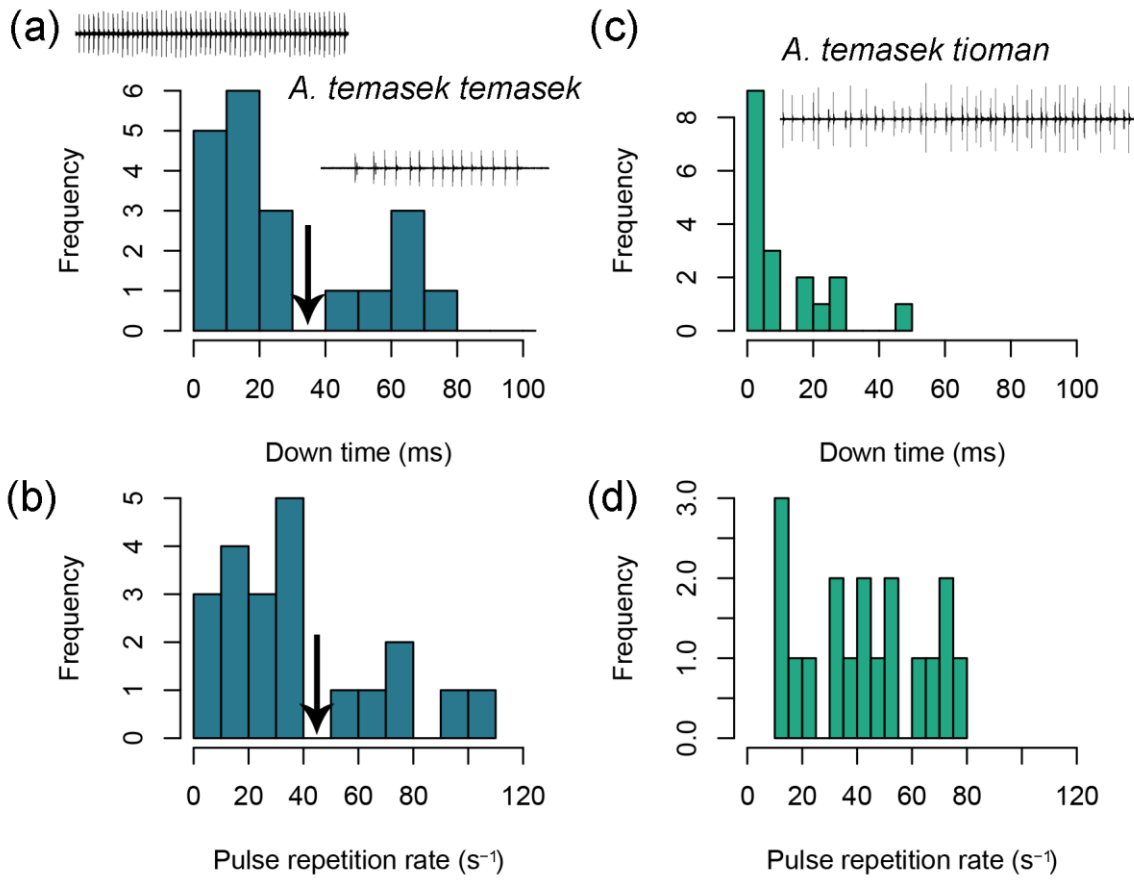 (a)
A. temasek temasek
Frequency
0 1 2 3 4 5 6
0 20 40 60 80 100
Down time (ms)
(c)
A. temasek tioman
Frequency
0 2 4 6 8
0 20 40 60 80 100
Down time (ms)
(b)
Frequency
0 1 2 3 4 5
0 20 40 60 80 120
Pulse repetition rate (s⁻¹)
(d)
Frequency
0.0 1.0 2.0 3.0
0 20 40 60 80 120
Pulse repetition rate (s⁻¹)